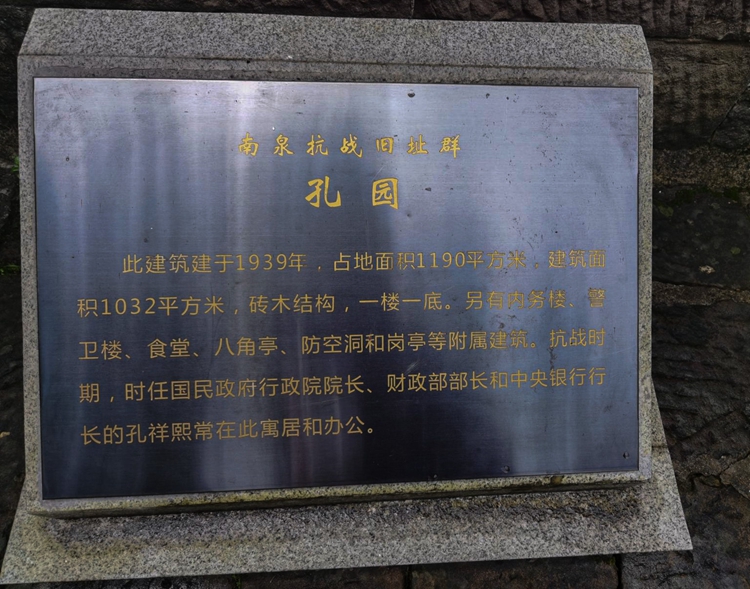 南泉抗战旧址群
孔园
此建筑建于1939年，占地面积1190平方米，建筑面
积1032平方米，砖木结构，一楼一底。另有内务楼、警
卫楼、食堂、八角亭、防空洞和岗亭等附属建筑。抗战时
期，时任国民政府行政院院长、财政部部长和中央银行行
长的孔祥熙常在此寓居和办公。